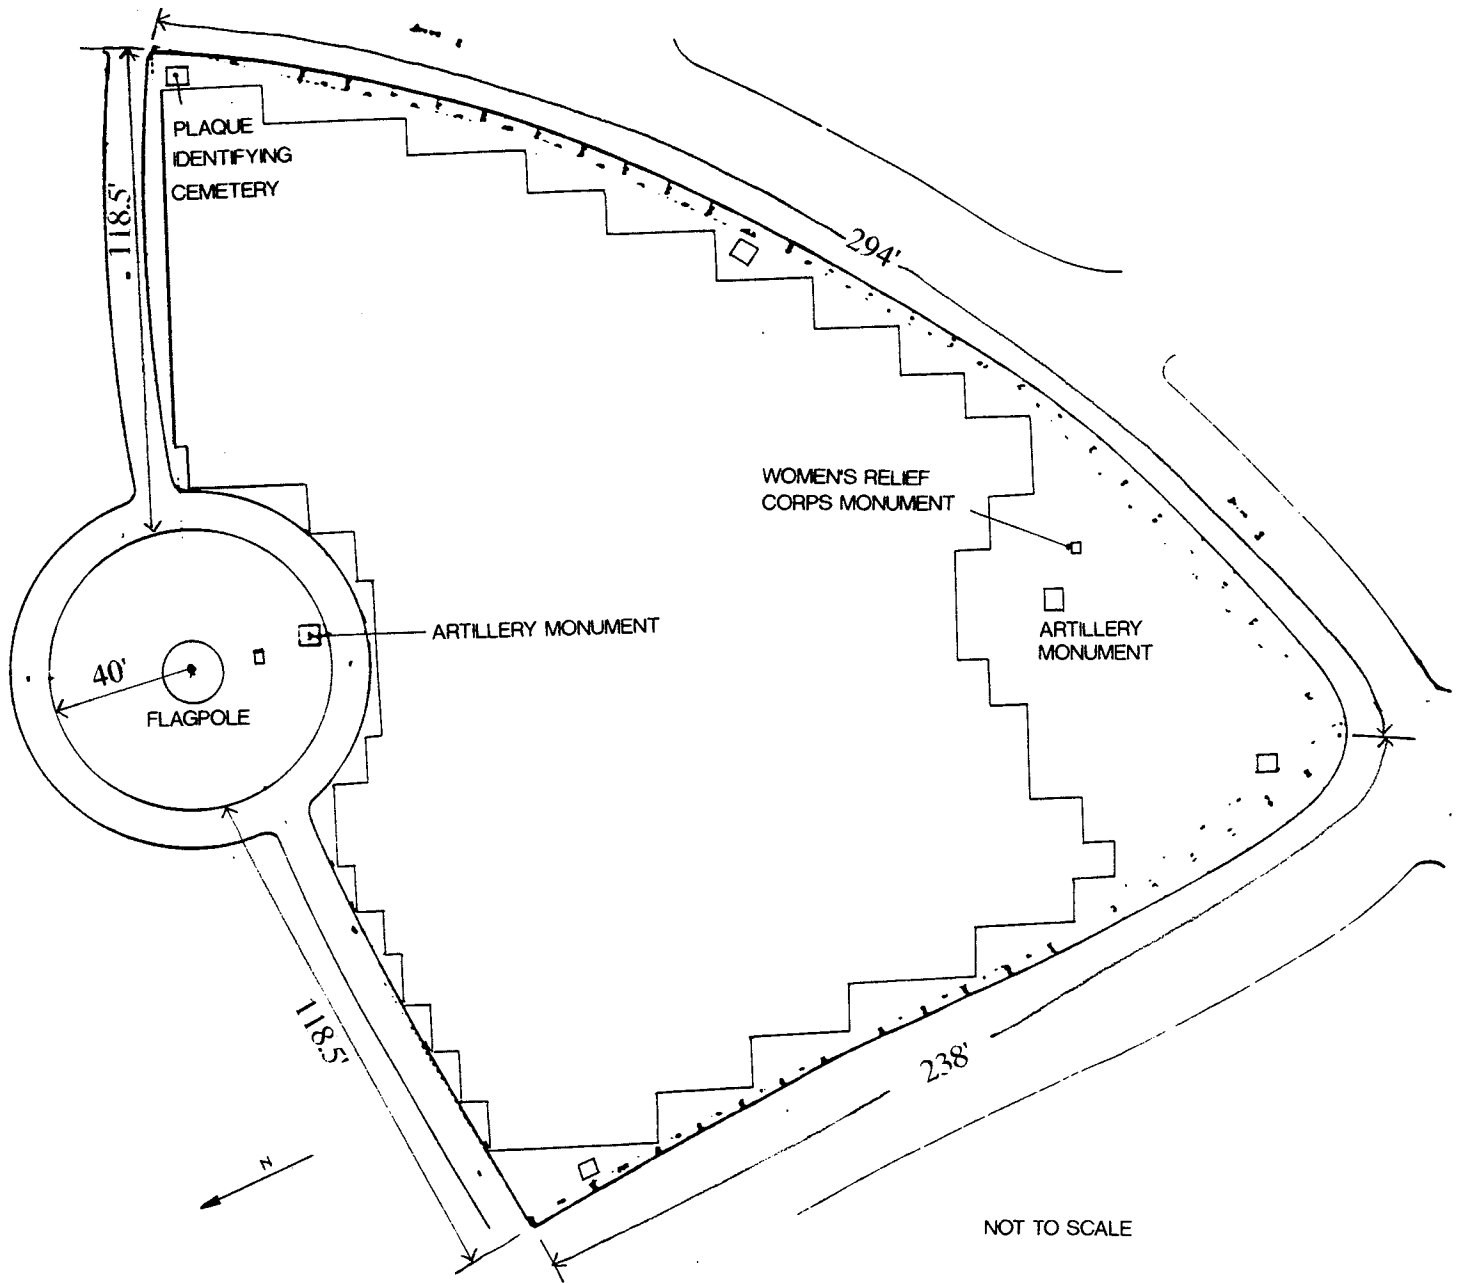 PLAQUE
IDENTIFYING
CEMETERY
118.5'
294'
WOMEN'S RELIEF
CORPS MONUMENT
ARTILLERY MONUMENT
ARTILLERY
MONUMENT
40'
FLAGPOLE
118.5'
238'
N
NOT TO SCALE